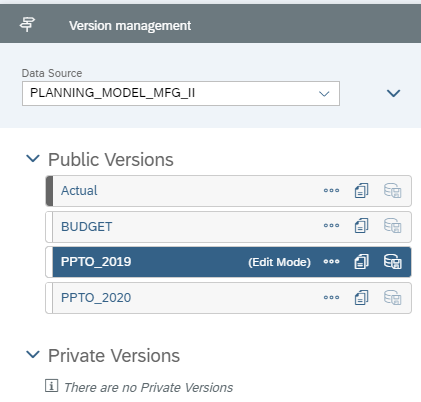 Version management
Data Source
PLANNING_MODEL_MFG_II
Public Versions
Actual
BUDGET
PPTO_2019 (Edit Mode)
PPTO_2020
Private Versions
There are no Private Versions